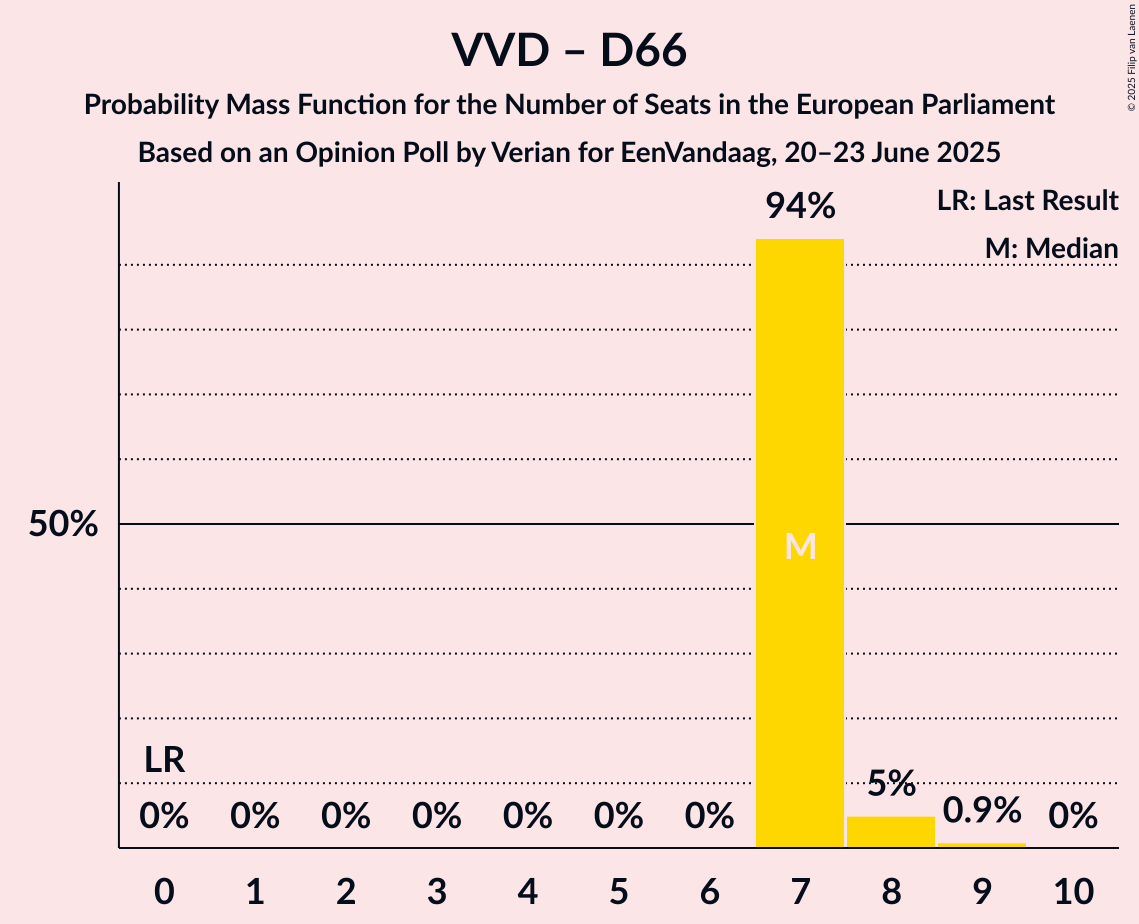 VVD – D66
Probability Mass Function for the Number of Seats in the European Parliament
Based on an Opinion Poll by Verian for EenVandaag, 20–23 June 2025
© 2025 Filip van Laenen
LR: Last Result
M: Median
94%
50%
M
LR
0% 0% 0% 0% 0% 0% 0% 5% 0.9% 0%
0 1 2 3 4 5 6 7 8 9 10